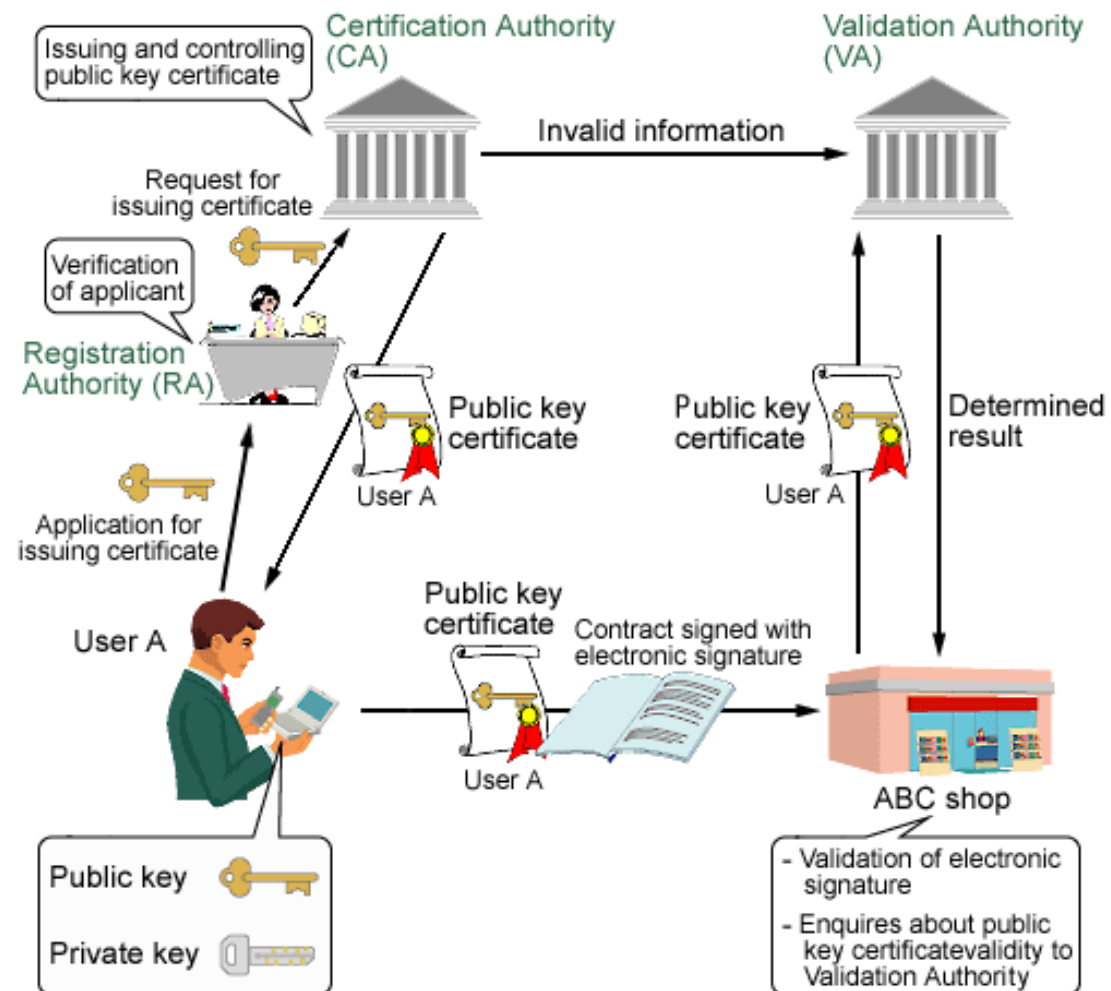 Certification Authority
(CA)
Validation Authority
(VA)
Issuing and controlling
public key certificate
Invalid information
Request for
issuing certificate
Verification
of applicant
Registration
Authority (RA)
Public key
certificate
User A
Public key
certificate
User A
Determined
result
Application for
issuing certificate
User A
Public key
certificate
User A
Contract signed with
electronic signature
ABC shop
Public key
Private key
- Validation of electronic
signature
- Enquires about public
key certificatevalidity to
Validation Authority